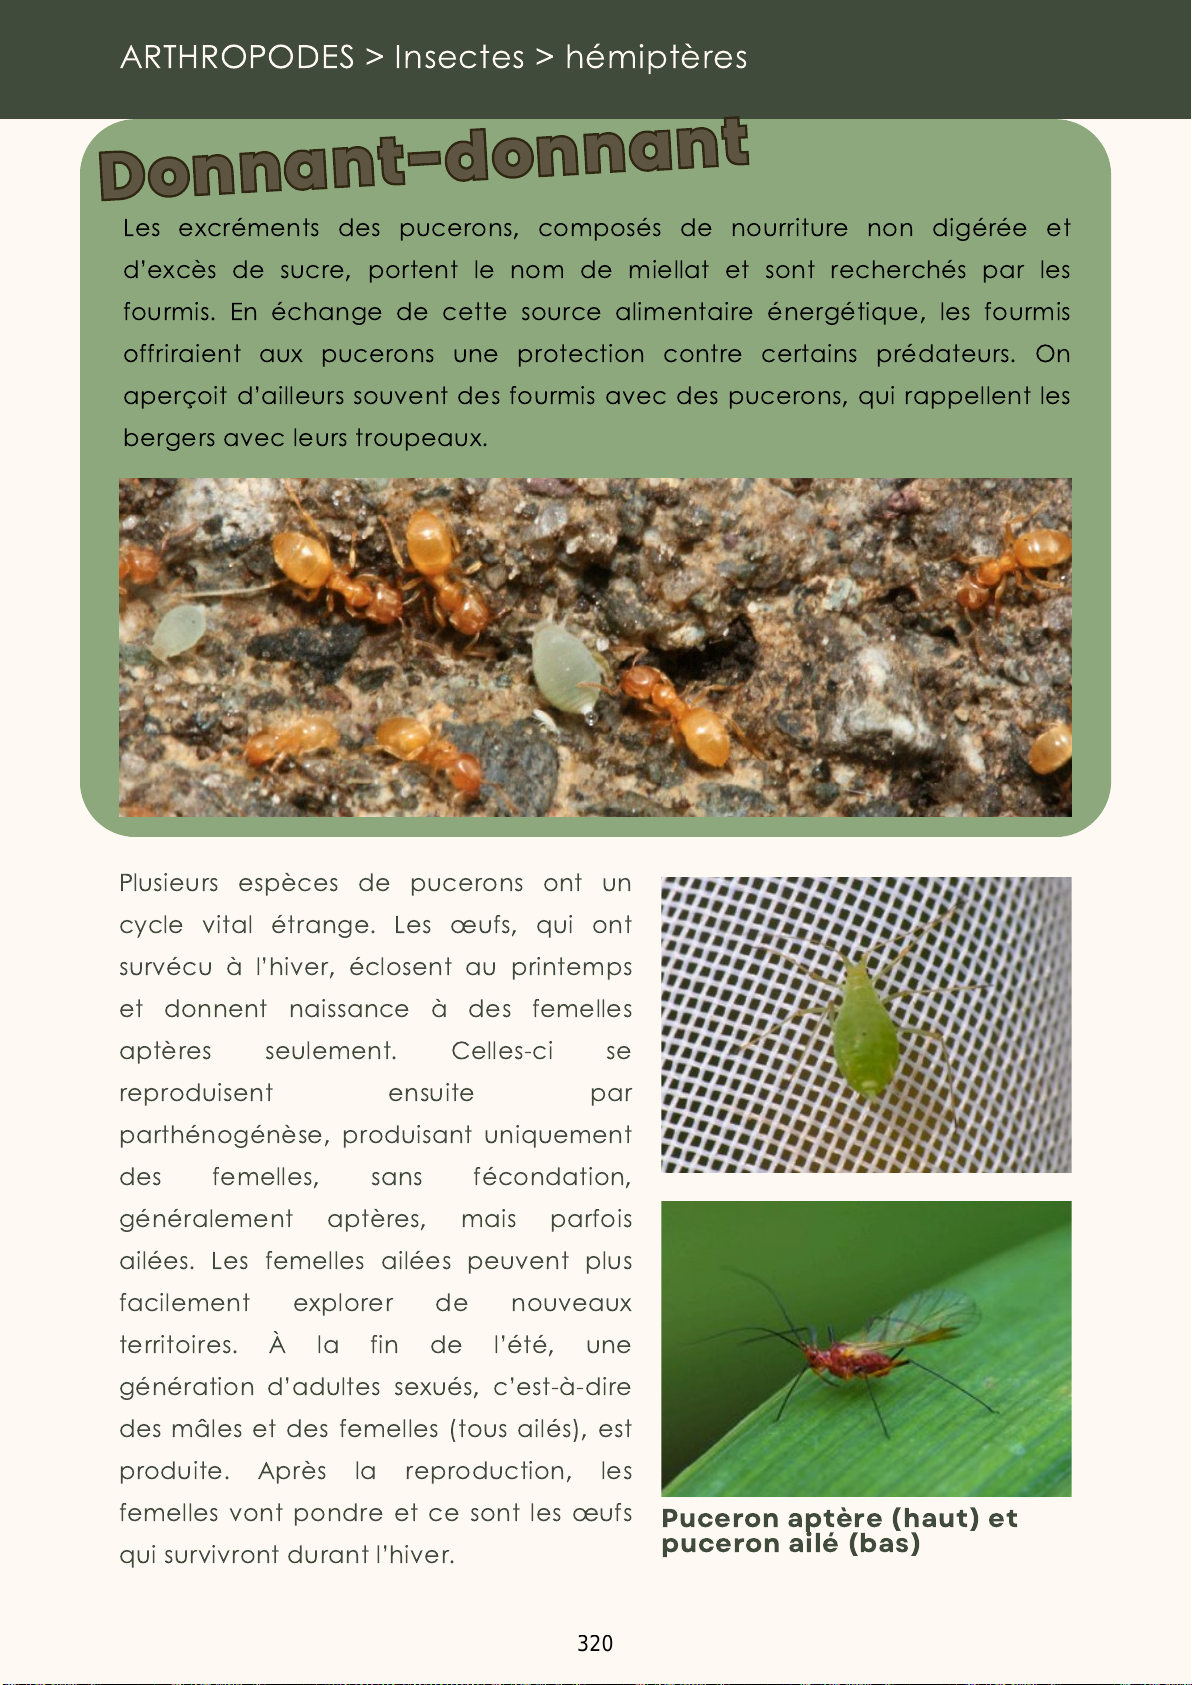 ARTHROPODES > Insectes > hémiptères
Donnant-donnant
Les excréments des pucerons, composés de nourriture non digérée et
d'excès de sucre, portent le nom de miellat et sont recherchés par les
fourmis. En échange de cette source alimentaire énergétique, les fourmis
offriraient aux pucerons une protection contre certains prédateurs. On
aperçoit d'ailleurs souvent des fourmis avec des pucerons, qui rappellent les
bergers avec leurs troupeaux.
Plusieurs espèces de pucerons ont un
cycle vital étrange. Les œufs, qui ont
survécu à l'hiver, éclosent au printemps
et donnent naissance à des femelles
aptères seulement. Celles-ci se
reproduisent ensuite par
parthénogénèse, produisant uniquement
des femelles, sans fécondation,
généralement aptères, mais parfois
ailées. Les femelles ailées peuvent plus
facilement explorer de nouveaux
territoires. À la fin de l'été, une
génération d'adultes sexués, c'est-à-dire
des mâles et des femelles (tous ailés), est
produite. Après la reproduction, les
femelles vont pondre et ce sont les œufs
qui survivront durant l'hiver.
Puceron aptère (haut) et
puceron ailé (bas)
320